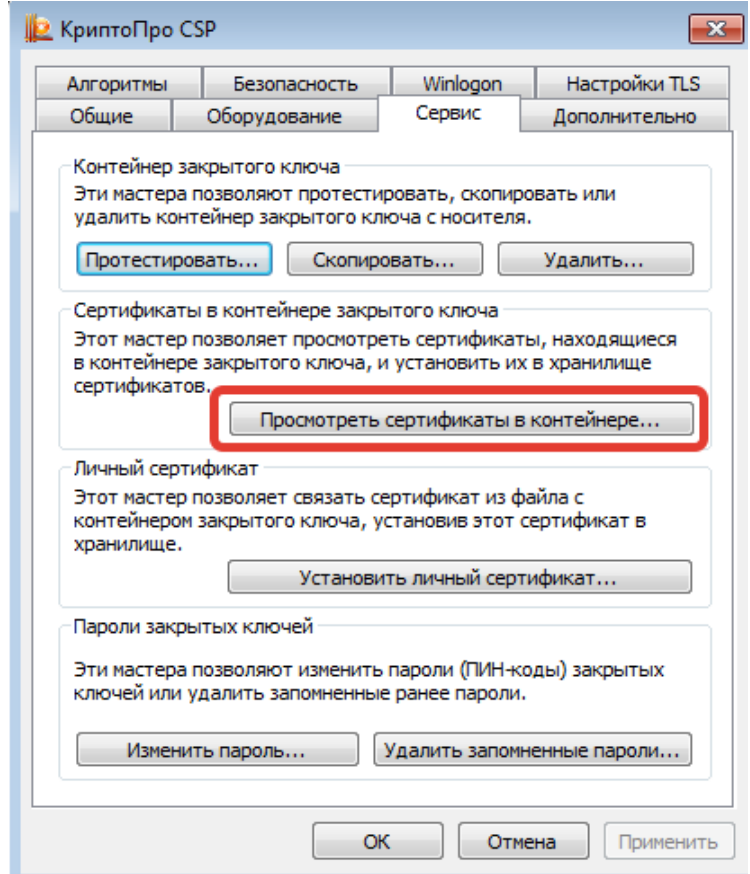 КриптоПро CSP
Алгоритмы Безопасность Winlogon Настройки TLS
Общие Оборудование Сервис Дополнительно
Контейнер закрытого ключа
Эти мастера позволяют протестировать, скопировать или
удалить контейнер закрытого ключа с носителя.
Протестировать... Скопировать... Удалить...
Сертификаты в контейнере закрытого ключа
Этот мастер позволяет просмотреть сертификаты, находящиеся
в контейнере закрытого ключа, и установить их в хранилище
сертификатов.
Просмотреть сертификаты в контейнере...
Личный сертификат
Этот мастер позволяет связать сертификат из файла с
контейнером закрытого ключа, установив этот сертификат в
хранилище.
Установить личный сертификат...
Пароли закрытых ключей
Эти мастера позволяют изменить пароли (ПИН-коды) закрытых
ключей или удалить запомненные ранее пароли.
Изменить пароль... Удалить запомненные пароли...
ОК Отмена Применить